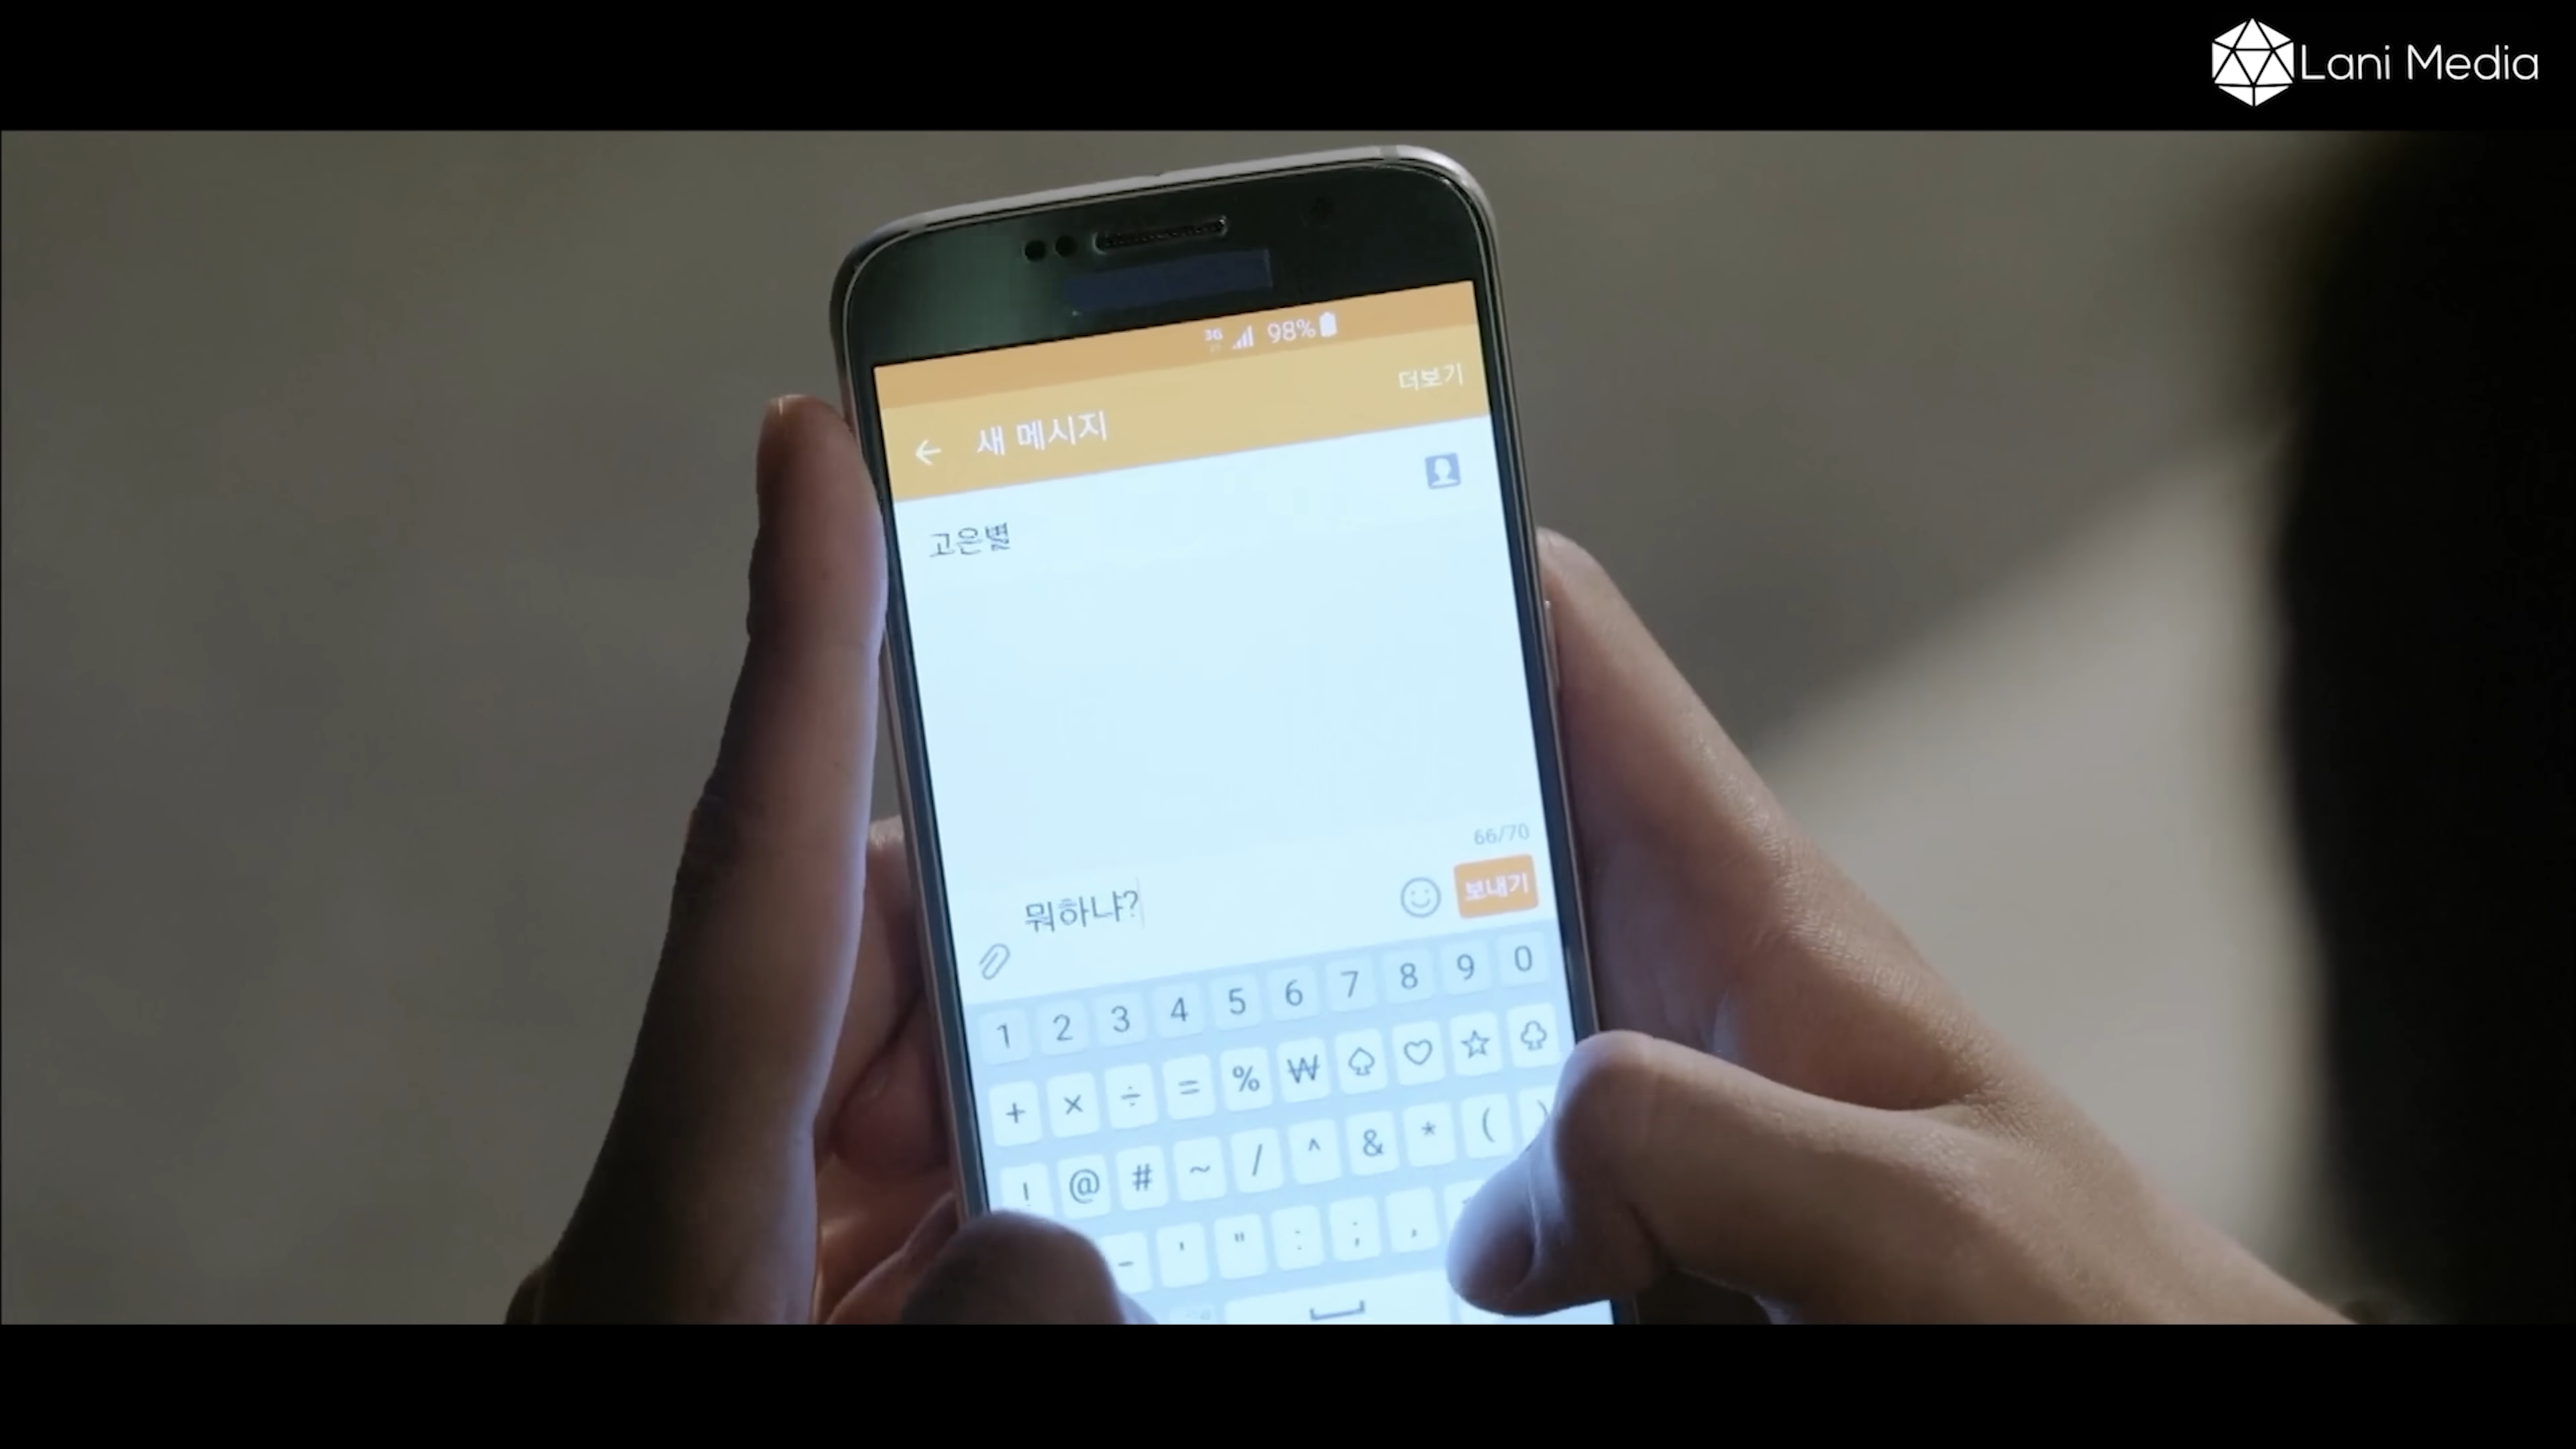 Lani Media
3G 98%
더보기
새 메시지
고은별
66/70
뭐하냐?
보내기
1 2 3 4 5 6 7 8 9 0
+ × ÷ = % ₩ ♤ ♡ ☆ ♧
! @ # ~ / ^ & * ( )
- ' " : ; ,